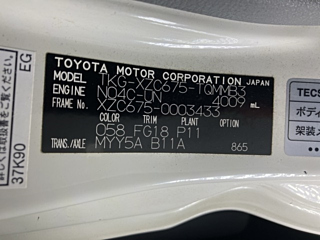 TOYOTA MOTOR CORPORATION JAPAN
MODEL TKG-XZC675-TQMMB3
ENGINE N04C-UN 4009 mL
FRAME No. XZC675-0003433
COLOR TRIM PLANT OPTION
058 FG18 P11
TRANS./AXLE MYY5A B11A 865
EG
37K90
TECS
ボディ
架装メ